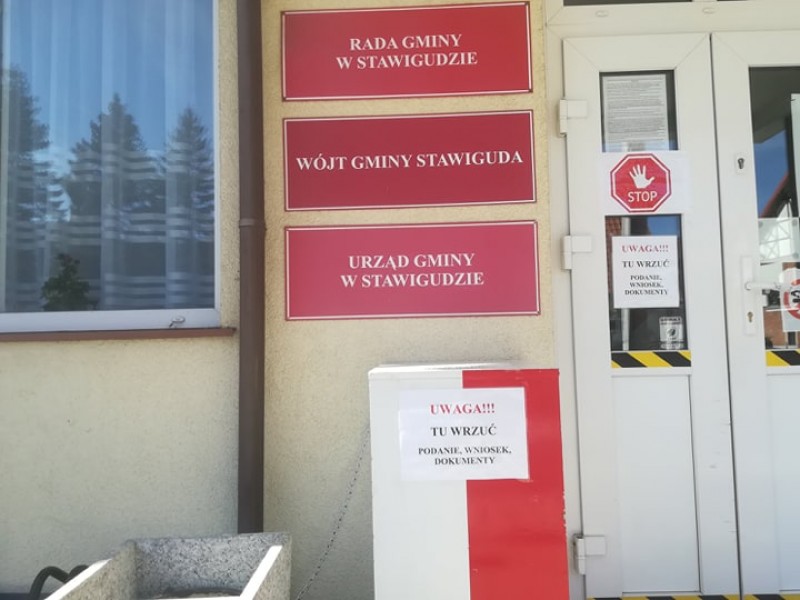 RADA GMINY
W STAWIGUDZIE
WÓJT GMINY STAWIGUDA
URZĄD GMINY
W STAWIGUDZIE
STOP
UWAGA!!!
TU WRZUĆ
PODANIE,
WNIOSEK,
DOKUMENTY
UWAGA!!!
TU WRZUĆ
PODANIE, WNIOSEK,
DOKUMENTY